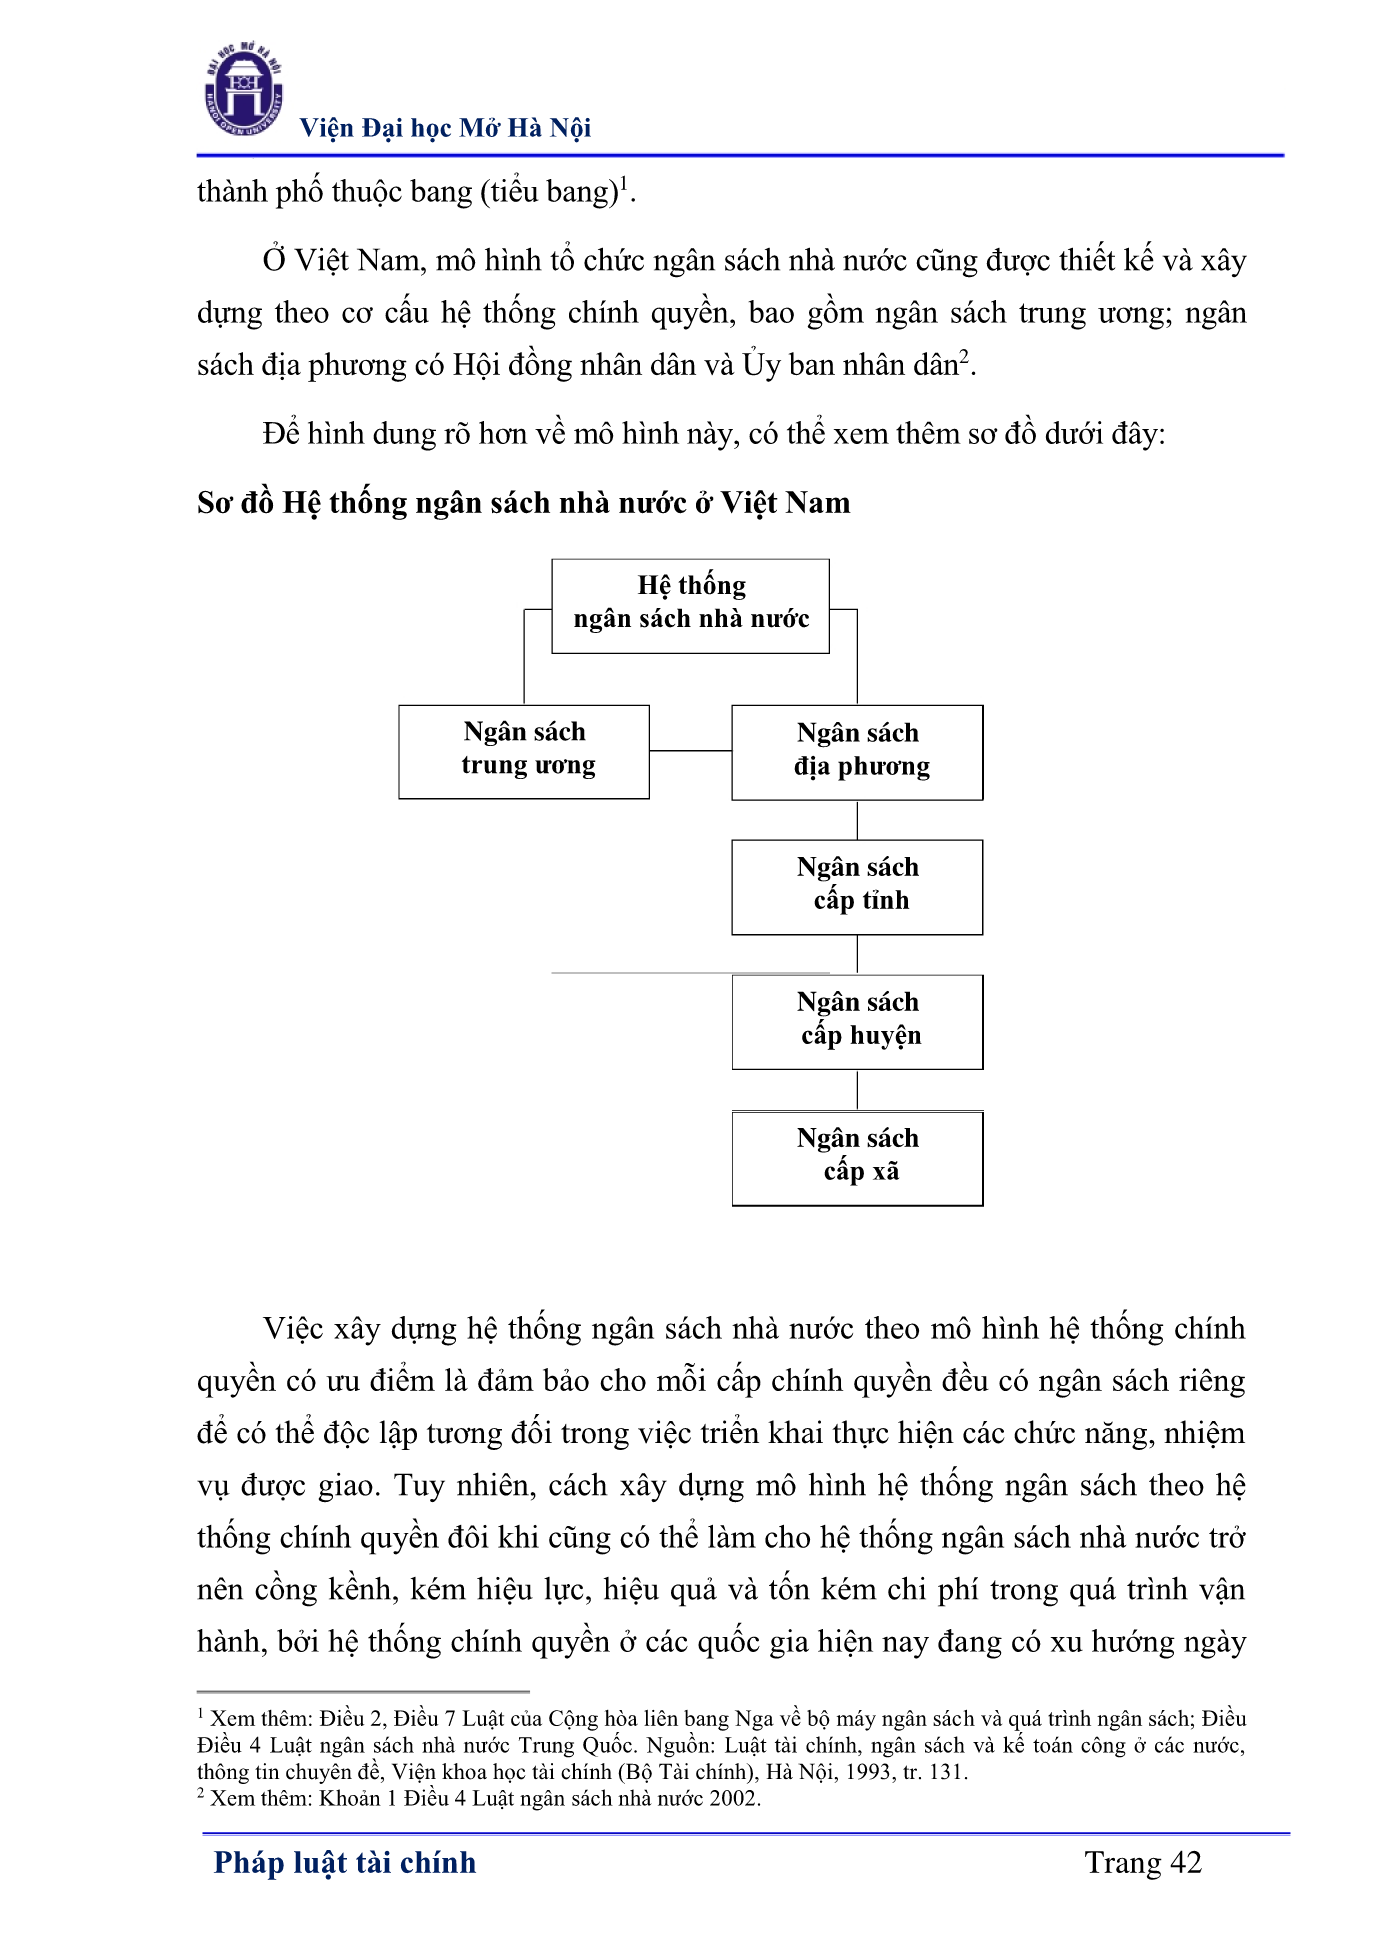 ĐẠI HỌC MỞ HÀ NỘI
HANOI OPEN UNIVERSITY
Viện Đại học Mở Hà Nội
thành phố thuộc bang (tiểu bang)1.
Ở Việt Nam, mô hình tổ chức ngân sách nhà nước cũng được thiết kế và xây
dựng theo cơ cấu hệ thống chính quyền, bao gồm ngân sách trung ương; ngân
sách địa phương có Hội đồng nhân dân và Ủy ban nhân dân2.
Để hình dung rõ hơn về mô hình này, có thể xem thêm sơ đồ dưới đây:
Sơ đồ Hệ thống ngân sách nhà nước ở Việt Nam
Hệ thống
ngân sách nhà nước
Ngân sách
trung ương
Ngân sách
địa phương
Ngân sách
cấp tỉnh
Ngân sách
cấp huyện
Ngân sách
cấp xã
Việc xây dựng hệ thống ngân sách nhà nước theo mô hình hệ thống chính
quyền có ưu điểm là đảm bảo cho mỗi cấp chính quyền đều có ngân sách riêng
để có thể độc lập tương đối trong việc triển khai thực hiện các chức năng, nhiệm
vụ được giao. Tuy nhiên, cách xây dựng mô hình hệ thống ngân sách theo hệ
thống chính quyền đôi khi cũng có thể làm cho hệ thống ngân sách nhà nước trở
nên cồng kềnh, kém hiệu lực, hiệu quả và tốn kém chi phí trong quá trình vận
hành, bởi hệ thống chính quyền ở các quốc gia hiện nay đang có xu hướng ngày
1 Xem thêm: Điều 2, Điều 7 Luật của Cộng hòa liên bang Nga về bộ máy ngân sách và quá trình ngân sách; Điều
Điều 4 Luật ngân sách nhà nước Trung Quốc. Nguồn: Luật tài chính, ngân sách và kế toán công ở các nước,
thông tin chuyên đề, Viện khoa học tài chính (Bộ Tài chính), Hà Nội, 1993, tr. 131.
2 Xem thêm: Khoản 1 Điều 4 Luật ngân sách nhà nước 2002.
Pháp luật tài chính Trang 42